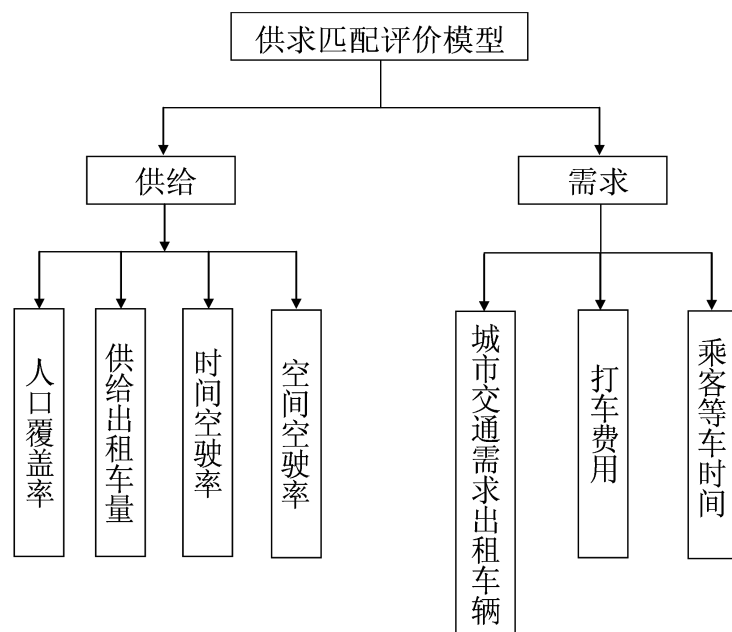 供求匹配评价模型
供给
需求
人口覆盖率
供给出租车量
时间空驶率
空间空驶率
城市交通需求出租车辆
打车费用
乘客等车时间